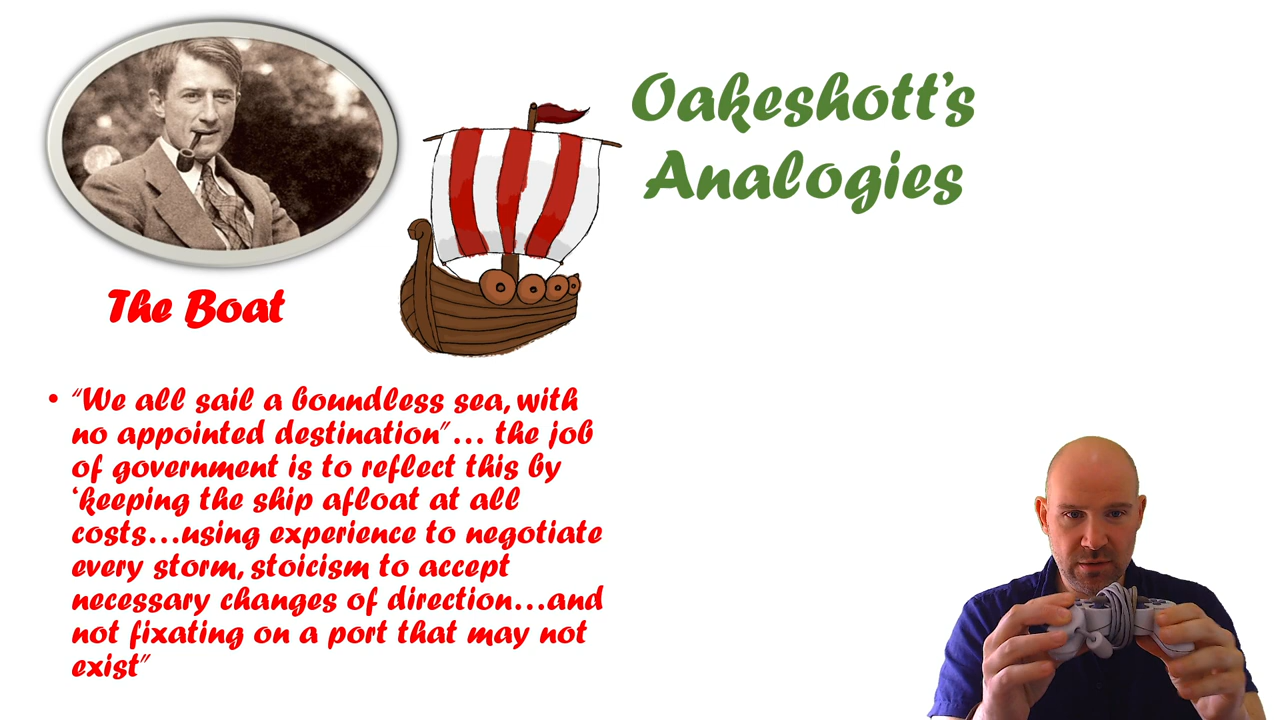 Oakeshott's
Analogies
The Boat
• "We all sail a boundless sea, with
no appointed destination"… the job
of government is to reflect this by
'keeping the ship afloat at all
costs…using experience to negotiate
every storm, stoicism to accept
necessary changes of direction…and
not fixating on a port that may not
exist"